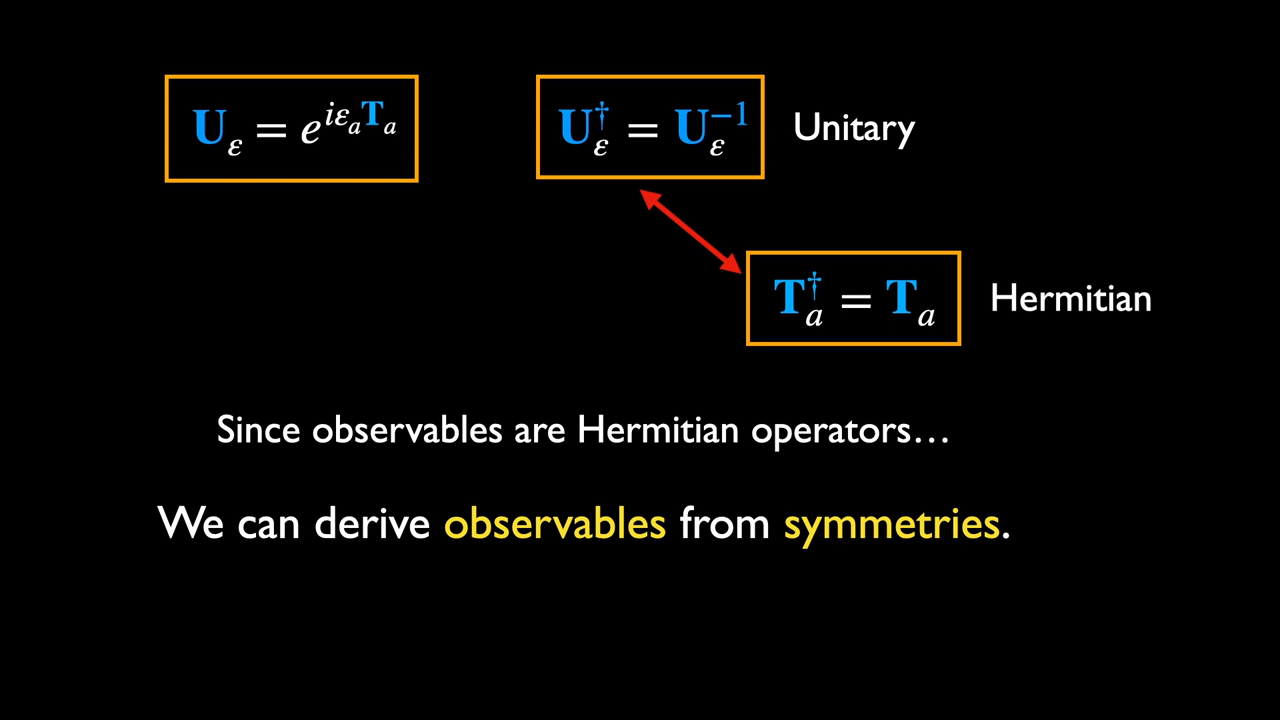 U_ε = e^{iε_a T_a}
U_ε^† = U_ε^{−1} Unitary
T_a^† = T_a Hermitian
Since observables are Hermitian operators…
We can derive observables from symmetries.